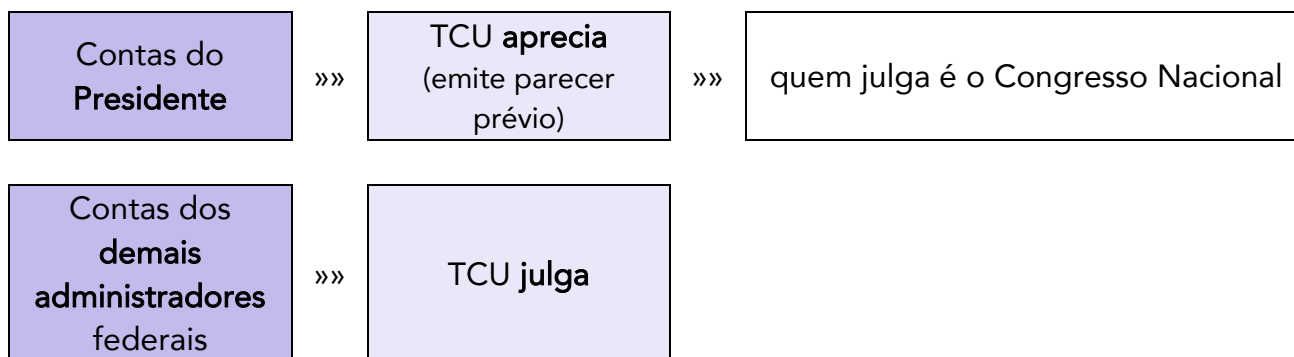 Contas do
Presidente
»»
TCU aprecia
(emite parecer
prévio)
»»
quem julga é o Congresso Nacional
Contas dos
demais
administradores
federais
»»
TCU julga